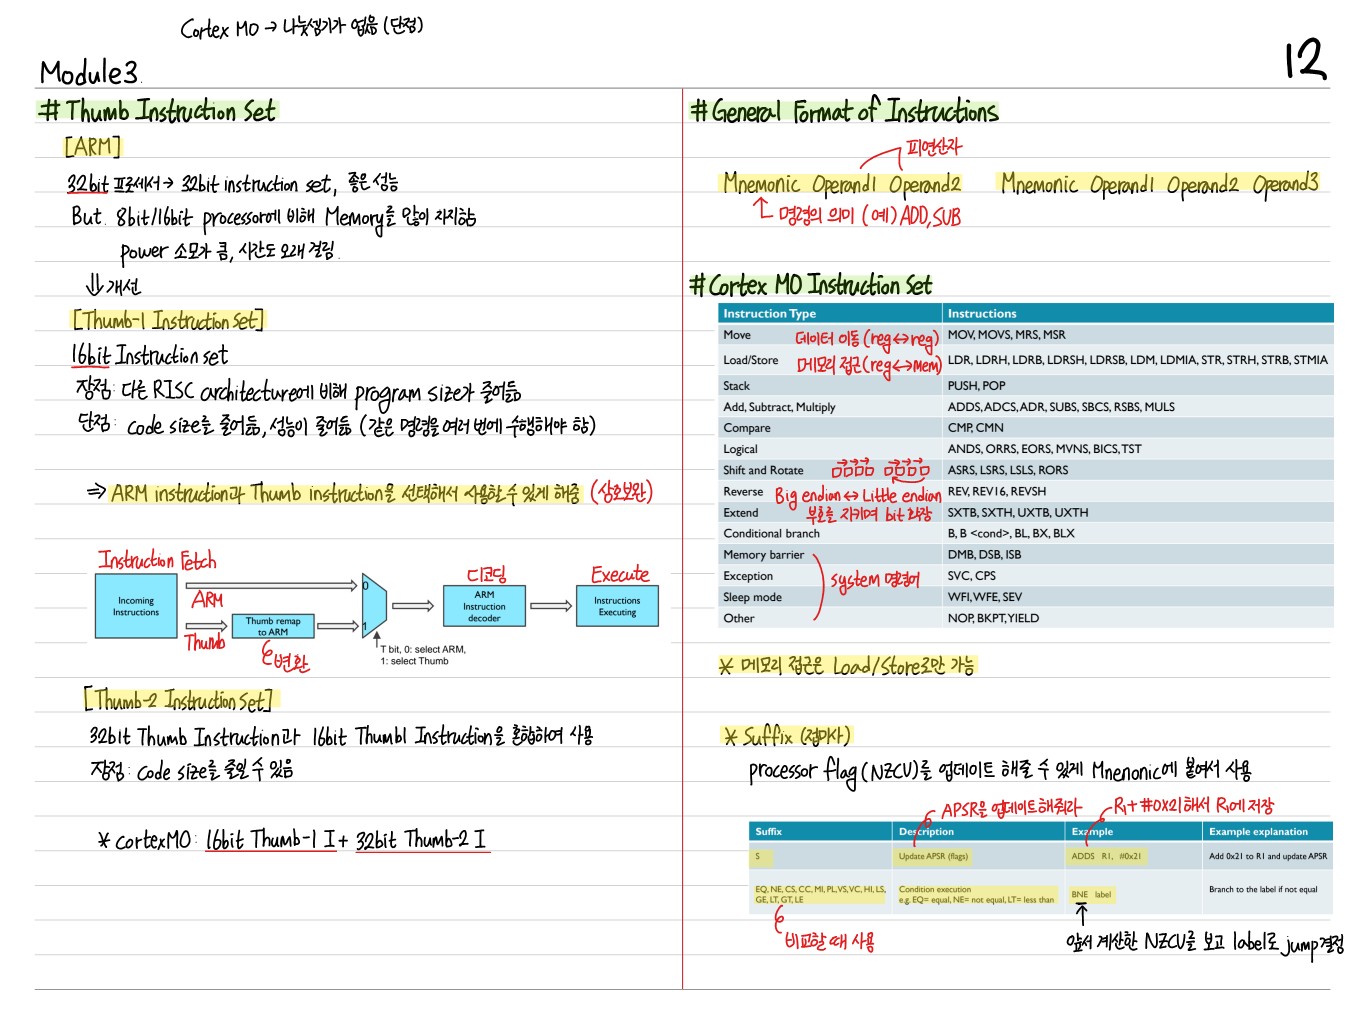 Cortex M0 → 나눗셈기가 없음 (단점)
12
Module3.
# Thumb Instruction Set
[ARM]
32bit 프로세서 → 32bit instruction set, 좋은 성능
But. 8bit/16bit processor에 비해 Memory를 많이 차지함
power 소모가 큼, 시간도 오래 걸림.
⇓ 개선
[Thumb-1 Instruction set]
16bit Instruction set
장점: 다른 RISC architecture에 비해 program size가 줄어듦
단점: code size를 줄어듦, 성능이 줄어듦 (같은 명령을 여러 번에 수행해야 함)
⇒ ARM instruction과 Thumb instruction을 선택해서 사용할 수 있게 해줌 (상호보완)
Instruction Fetch
디코딩
Execute
Incoming Instructions
ARM
0
ARM Instruction decoder
Instructions Executing
Thumb
Thumb remap to ARM
1
변환
T bit, 0: select ARM,
1: select Thumb
[Thumb-2 Instruction Set]
32bit Thumb Instruction과 16bit Thumb1 Instruction을 혼합하여 사용
장점: Code size를 줄일 수 있음
* cortexM0: 16bit Thumb-1 I + 32bit Thumb-2 I
# General Format of Instructions
피연산자
Mnemonic Operand1 Operand2 Mnemonic Operand1 Operand2 Operand3
명령의 의미 (예) ADD, SUB
# Cortex M0 Instruction Set
Instruction Type Instructions
Move 데이터 이동 (reg↔reg) MOV, MOVS, MRS, MSR
Load/Store 메모리 접근 (reg↔Mem) LDR, LDRH, LDRB, LDRSH, LDRSB, LDM, LDMIA, STR, STRH, STRB, STMIA
Stack PUSH, POP
Add, Subtract, Multiply ADDS, ADCS, ADR, SUBS, SBCS, RSBS, MULS
Compare CMP, CMN
Logical ANDS, ORRS, EORS, MVNS, BICS, TST
Shift and Rotate ASRS, LSRS, LSLS, RORS
Reverse Big endian ↔ Little endian REV, REV16, REVSH
Extend 부호를 지키며 bit 확장 SXTB, SXTH, UXTB, UXTH
Conditional branch B, B <cond>, BL, BX, BLX
Memory barrier DMB, DSB, ISB
Exception system 명령어 SVC, CPS
Sleep mode WFI, WFE, SEV
Other NOP, BKPT, YIELD
* 메모리 접근은 Load/Store로만 가능
* Suffix (접미사)
processor flag (NZCV)를 업데이트 해줄 수 있게 Mnenonic에 붙여서 사용
APSR을 업데이트해줘라 R1 + #0x21 해서 R1에 저장
Suffix Description Example Example explanation
S Update APSR (flags) ADDS R1, #0x21 Add 0x21 to R1 and update APSR
EQ, NE, CS, CC, MI, PL, VS, VC, HI, LS, GE, LT, GT, LE Condition execution e.g. EQ= equal, NE= not equal, LT= less than BNE label Branch to the label if not equal
비교할 때 사용
앞서 계산한 NZCV를 보고 label로 jump 결정